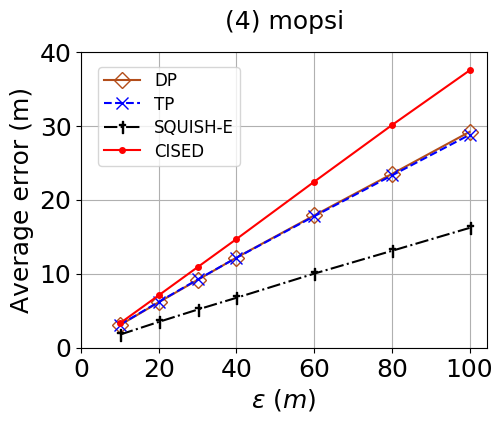 (4) mopsi
Average error (m)
40
30
20
10
0
DP
TP
SQUISH-E
CISED
0 20 40 60 80 100
ε (m)